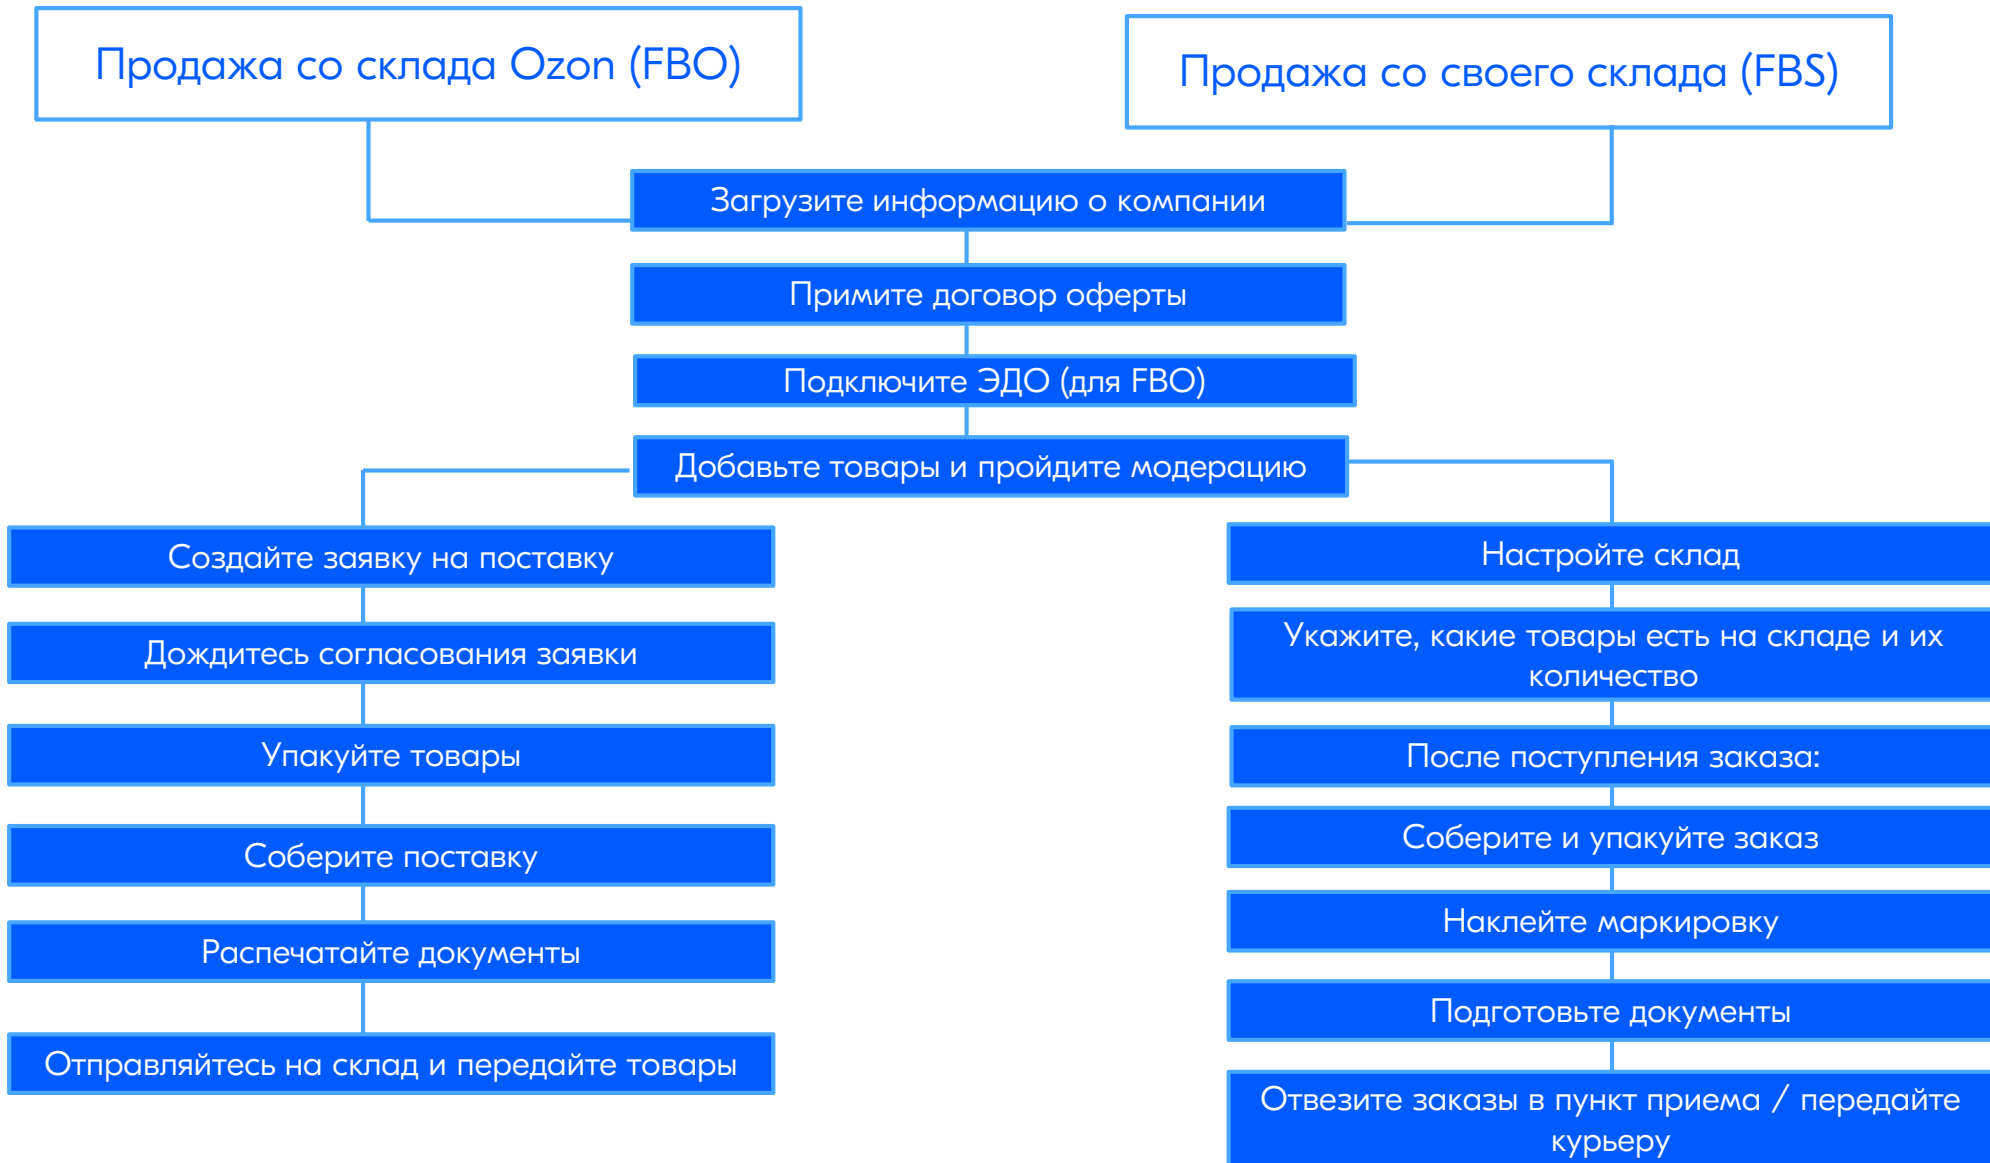 Продажа со склада Ozon (FBO)
Продажа со своего склада (FBS)
Загрузите информацию о компании
Примите договор оферты
Подключите ЭДО (для FBO)
Добавьте товары и пройдите модерацию
Создайте заявку на поставку
Дождитесь согласования заявки
Упакуйте товары
Соберите поставку
Распечатайте документы
Отправляйтесь на склад и передайте товары
Настройте склад
Укажите, какие товары есть на складе и их
количество
После поступления заказа:
Соберите и упакуйте заказ
Наклейте маркировку
Подготовьте документы
Отвезите заказы в пункт приема / передайте
курьеру